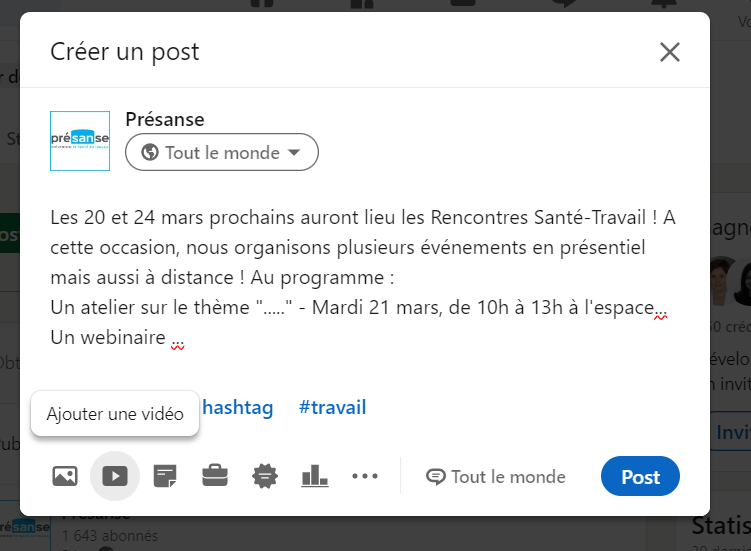 Créer un post
présanse
Présanse
Tout le monde
Les 20 et 24 mars prochains auront lieu les Rencontres Santé-Travail ! A
cette occasion, nous organisons plusieurs événements en présentiel
mais aussi à distance ! Au programme :
Un atelier sur le thème "....." - Mardi 21 mars, de 10h à 13h à l'espace...
Un webinaire ...
Ajouter une vidéo
hashtag #travail
Tout le monde
Post
Présanse
1 643 abonnés
Statis